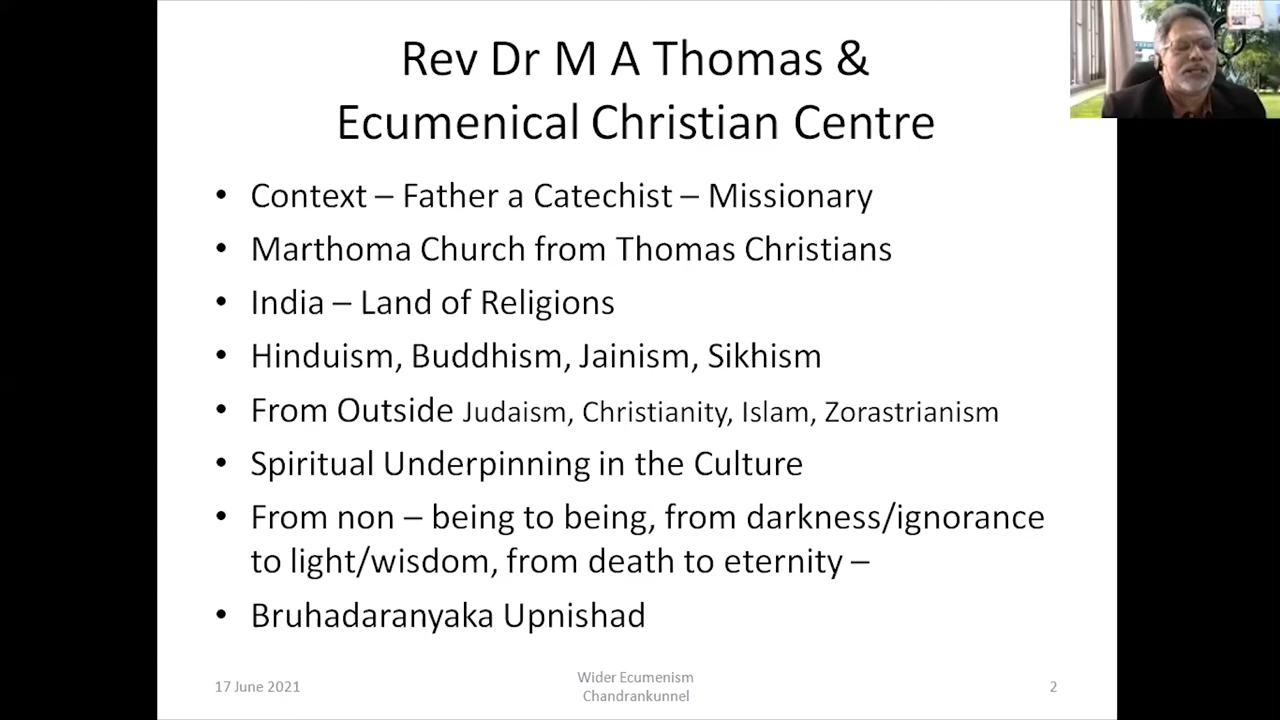 Rev Dr M A Thomas &
Ecumenical Christian Centre
• Context – Father a Catechist – Missionary
• Marthoma Church from Thomas Christians
• India – Land of Religions
• Hinduism, Buddhism, Jainism, Sikhism
• From Outside Judaism, Christianity, Islam, Zorastrianism
• Spiritual Underpinning in the Culture
• From non – being to being, from darkness/ignorance
to light/wisdom, from death to eternity –
• Bruhadaranyaka Upnishad
17 June 2021
Wider Ecumenism
Chandrankunnel
2